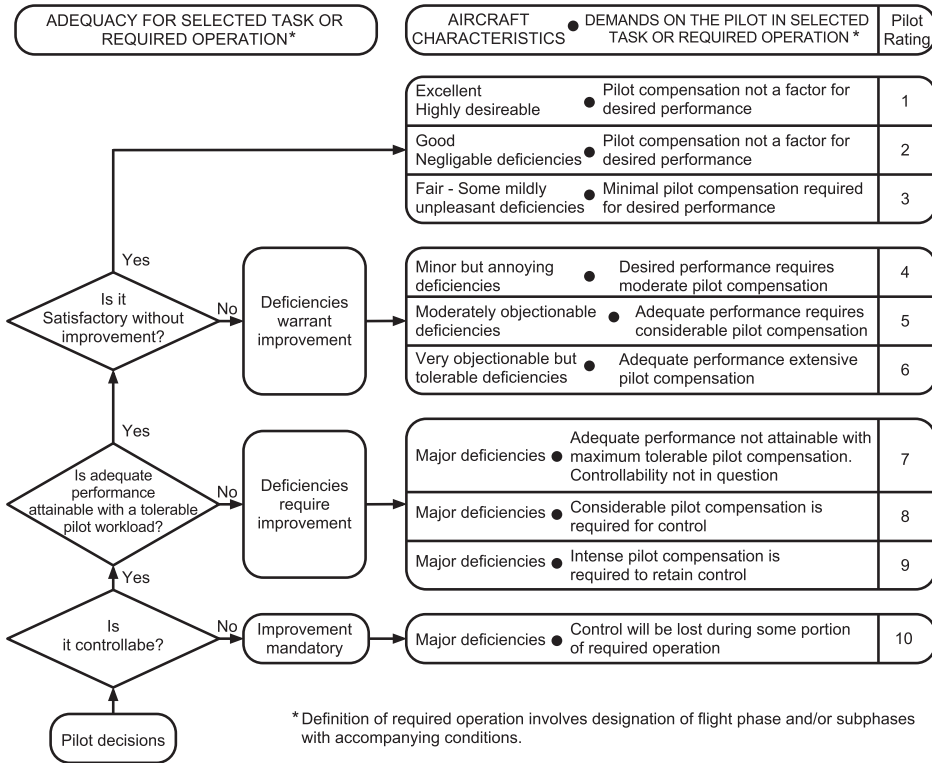 ADEQUACY FOR SELECTED TASK OR
REQUIRED OPERATION*
AIRCRAFT
CHARACTERISTICS
● DEMANDS ON THE PILOT IN SELECTED
TASK OR REQUIRED OPERATION *
Pilot
Rating
Excellent
Highly desireable
● Pilot compensation not a factor for
desired performance
1
Good
Negligable deficiencies
● Pilot compensation not a factor for
desired performance
2
Fair - Some mildly
unpleasant deficiencies
● Minimal pilot compensation required
for desired performance
3
Yes
Is it
Satisfactory without
improvement?
No
Deficiencies
warrant
improvement
Minor but annoying
deficiencies
● Desired performance requires
moderate pilot compensation
4
Moderately objectionable
deficiencies
● Adequate performance requires
considerable pilot compensation
5
Very objectionable but
tolerable deficiencies
● Adequate performance extensive
pilot compensation
6
Yes
Is adequate
performance
attainable with a tolerable
pilot workload?
No
Deficiencies
require
improvement
Major deficiencies
● Adequate performance not attainable with
maximum tolerable pilot compensation.
Controllability not in question
7
Major deficiencies
● Considerable pilot compensation is
required for control
8
Major deficiencies
● Intense pilot compensation is
required to retain control
9
Yes
Is
it controllabe?
No
Improvement
mandatory
Major deficiencies
● Control will be lost during some portion
of required operation
10
Pilot decisions
* Definition of required operation involves designation of flight phase and/or subphases
with accompanying conditions.